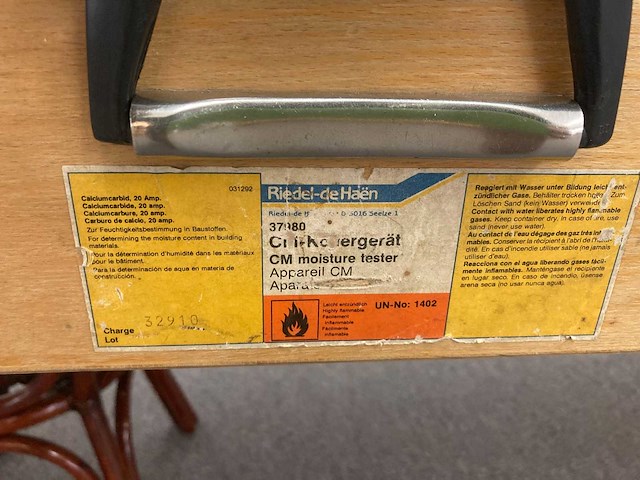 Calciumcarbid, 20 Amp.
Calciumcarbide, 20 amp.
Calciumcarbure, 20 amp.
Carburo de calcio, 20 amp.
031292
Zur Feuchtigkeitsbestimmung in Baustoffen.
For determining the moisture content in building
materials.
Pour la détermination d'humidité dans les matériaux
pour le bâtiment.
Para la determinación de agua en materia de
construcción.
Charge
Lot
32910
Riedel-de Haën
Seelze 1
CM moisture tester
Appareil CM
Leicht entzündlich
Highly flammable
Facilement
inflammable
Fácilmente
inflamable
UN-No: 1402
Reagiert mit Wasser unter Bildung leicht ent-
zündlicher Gase. Behälter trocken halten. Zum
Löschen Sand (kein Wasser) verwenden.
Contact with water liberates highly flammable
gases. Keep container dry. In case of fire, use
sand (never use water).
Au contact de l'eau dégage des gaz très inflam-
mables. Conserver la récipient à l'abri de
dité. En cas d'incendie utiliser sable (ne jamais
utiliser d'eau).
Reacciona con el agua liberando gases fácil-
mente inflamables. Manténgase el recipiente
en lugar seco. En caso de incendio, úsense
arena seca (no usar nunca agua).